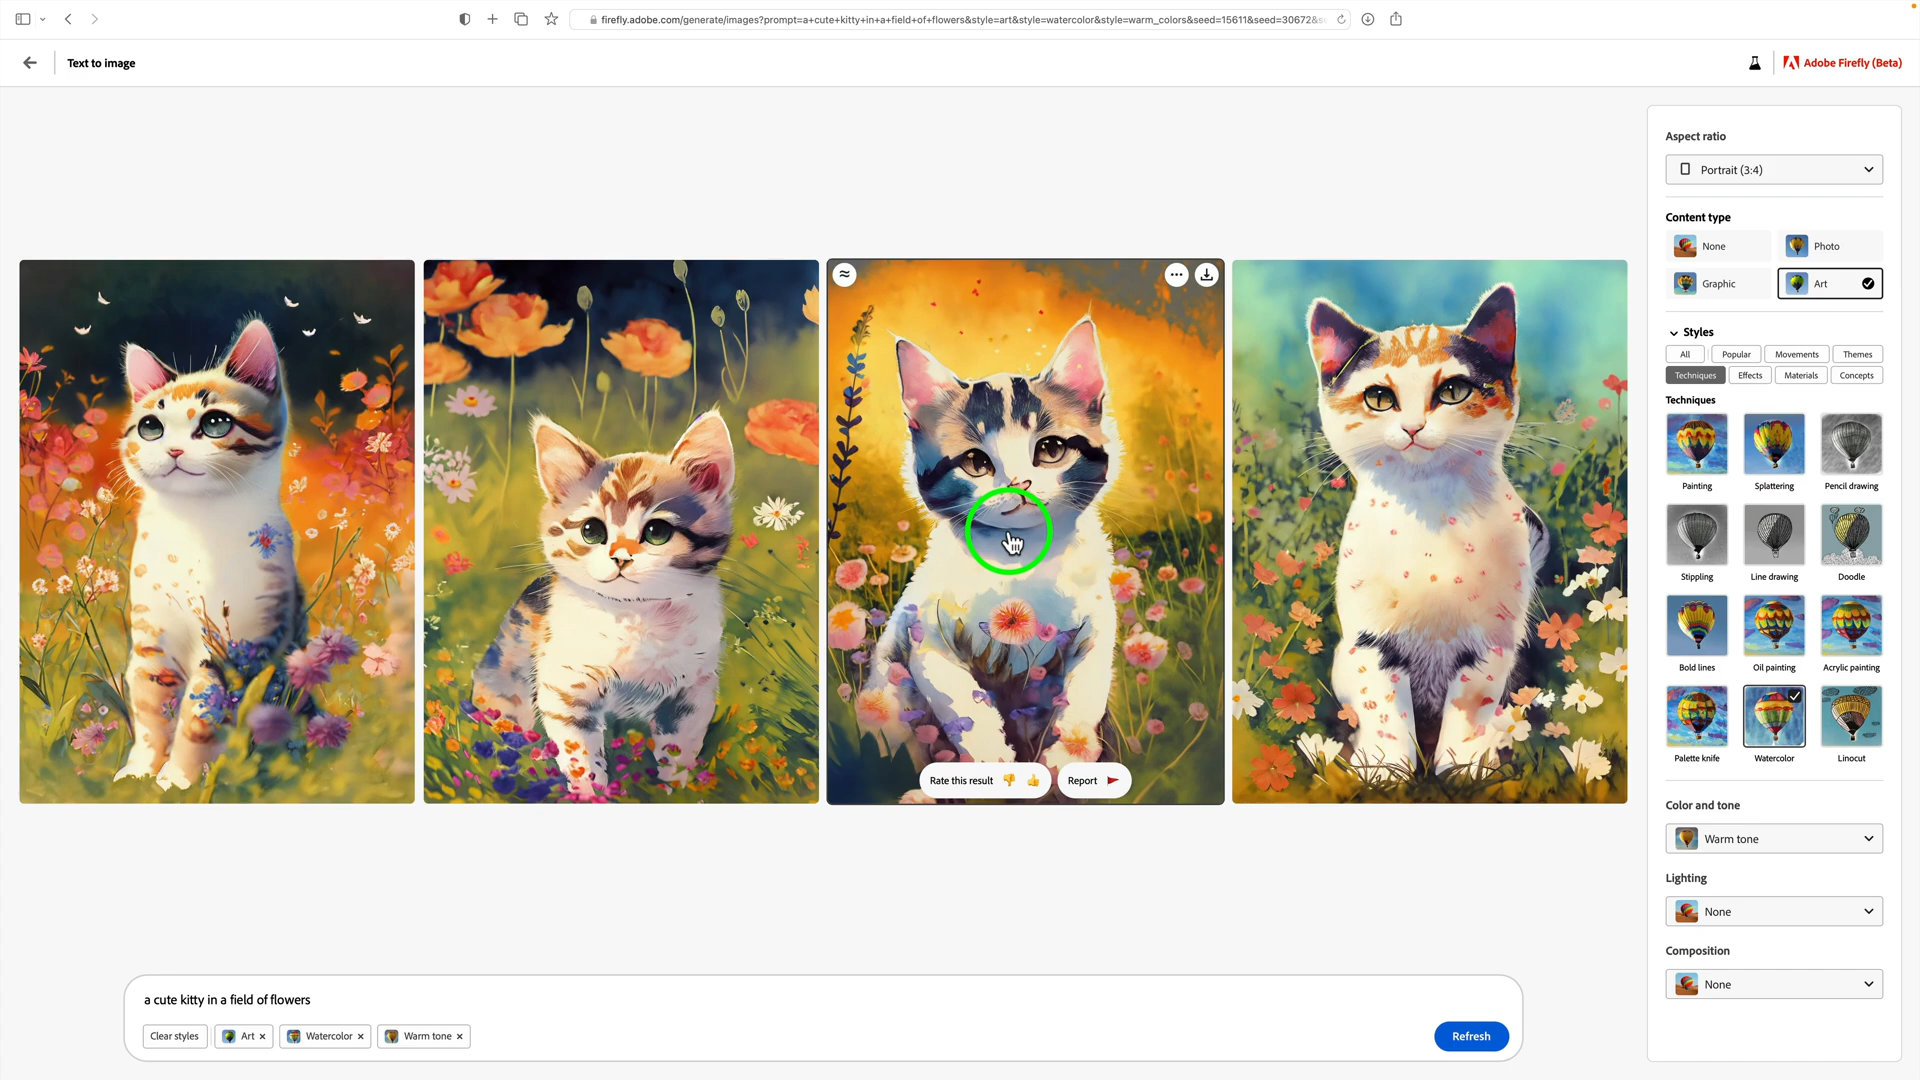 firefly.adobe.com/generate/images?prompt=a+cute+kitty+in+a+field+of+flowers&style=art&style=watercolor&style=warm_colors&seed=15611&seed=30672&
Text to image
Adobe Firefly (Beta)
Aspect ratio
Portrait (3:4)
Content type
None
Photo
Graphic
Art
Styles
All
Popular
Movements
Themes
Techniques
Effects
Materials
Concepts
Techniques
Painting
Splattering
Pencil drawing
Stippling
Line drawing
Doodle
Bold lines
Oil painting
Acrylic painting
Palette knife
Watercolor
Linocut
Rate this result
Report
Color and tone
Warm tone
Lighting
None
Composition
None
a cute kitty in a field of flowers
Clear styles
Art
Watercolor
Warm tone
Refresh